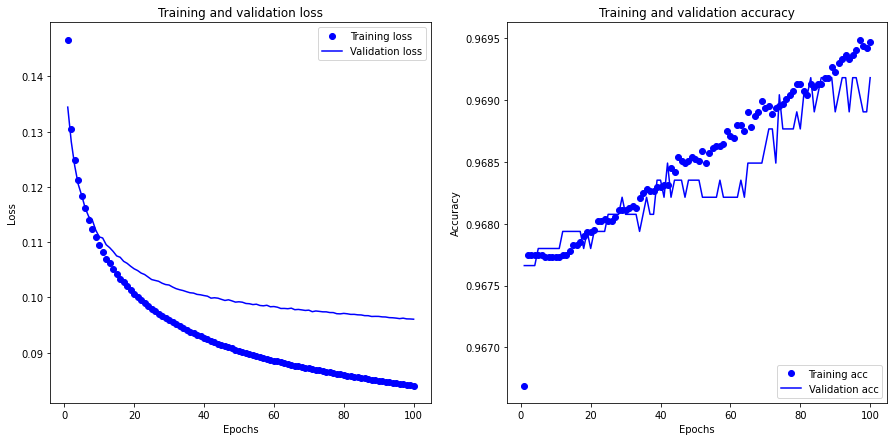 Training and validation loss
Training loss
Validation loss
0.14
0.13
0.12
0.11
0.10
0.09
Loss
0 20 40 60 80 100
Epochs
Training and validation accuracy
0.9695
0.9690
0.9685
0.9680
0.9675
0.9670
Accuracy
Training acc
Validation acc
0 20 40 60 80 100
Epochs